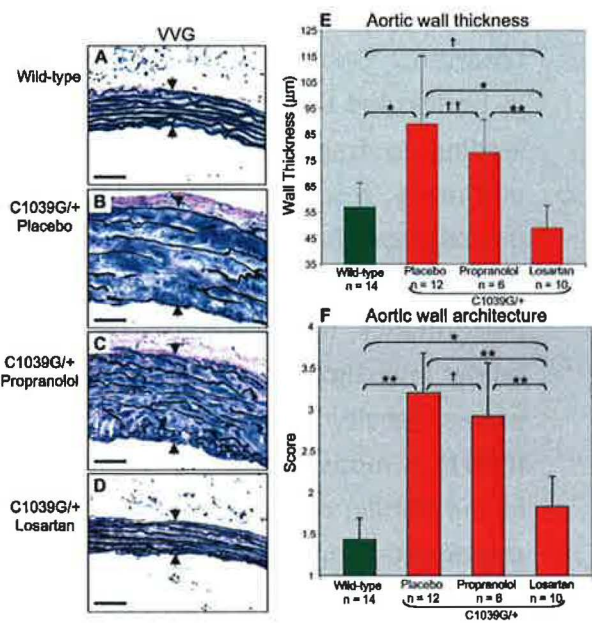 VVG
Wild-type
A
C1039G/+
Placebo
B
C1039G/+
Propranolol
C
C1039G/+
Losartan
D
E Aortic wall thickness
Wall Thickness (µm)
125
115
105
95
85
75
65
55
45
35
†
*
* †† **
Wild-type Placebo Propranolol Losartan
n = 14 n = 12 n = 6 n = 10
C1039G/+
F Aortic wall architecture
Score
4
3.5
3
2.5
2
1.5
1
*
**
** † **
Wild-type Placebo Propranolol Losartan
n = 14 n = 12 n = 6 n = 10
C1039G/+